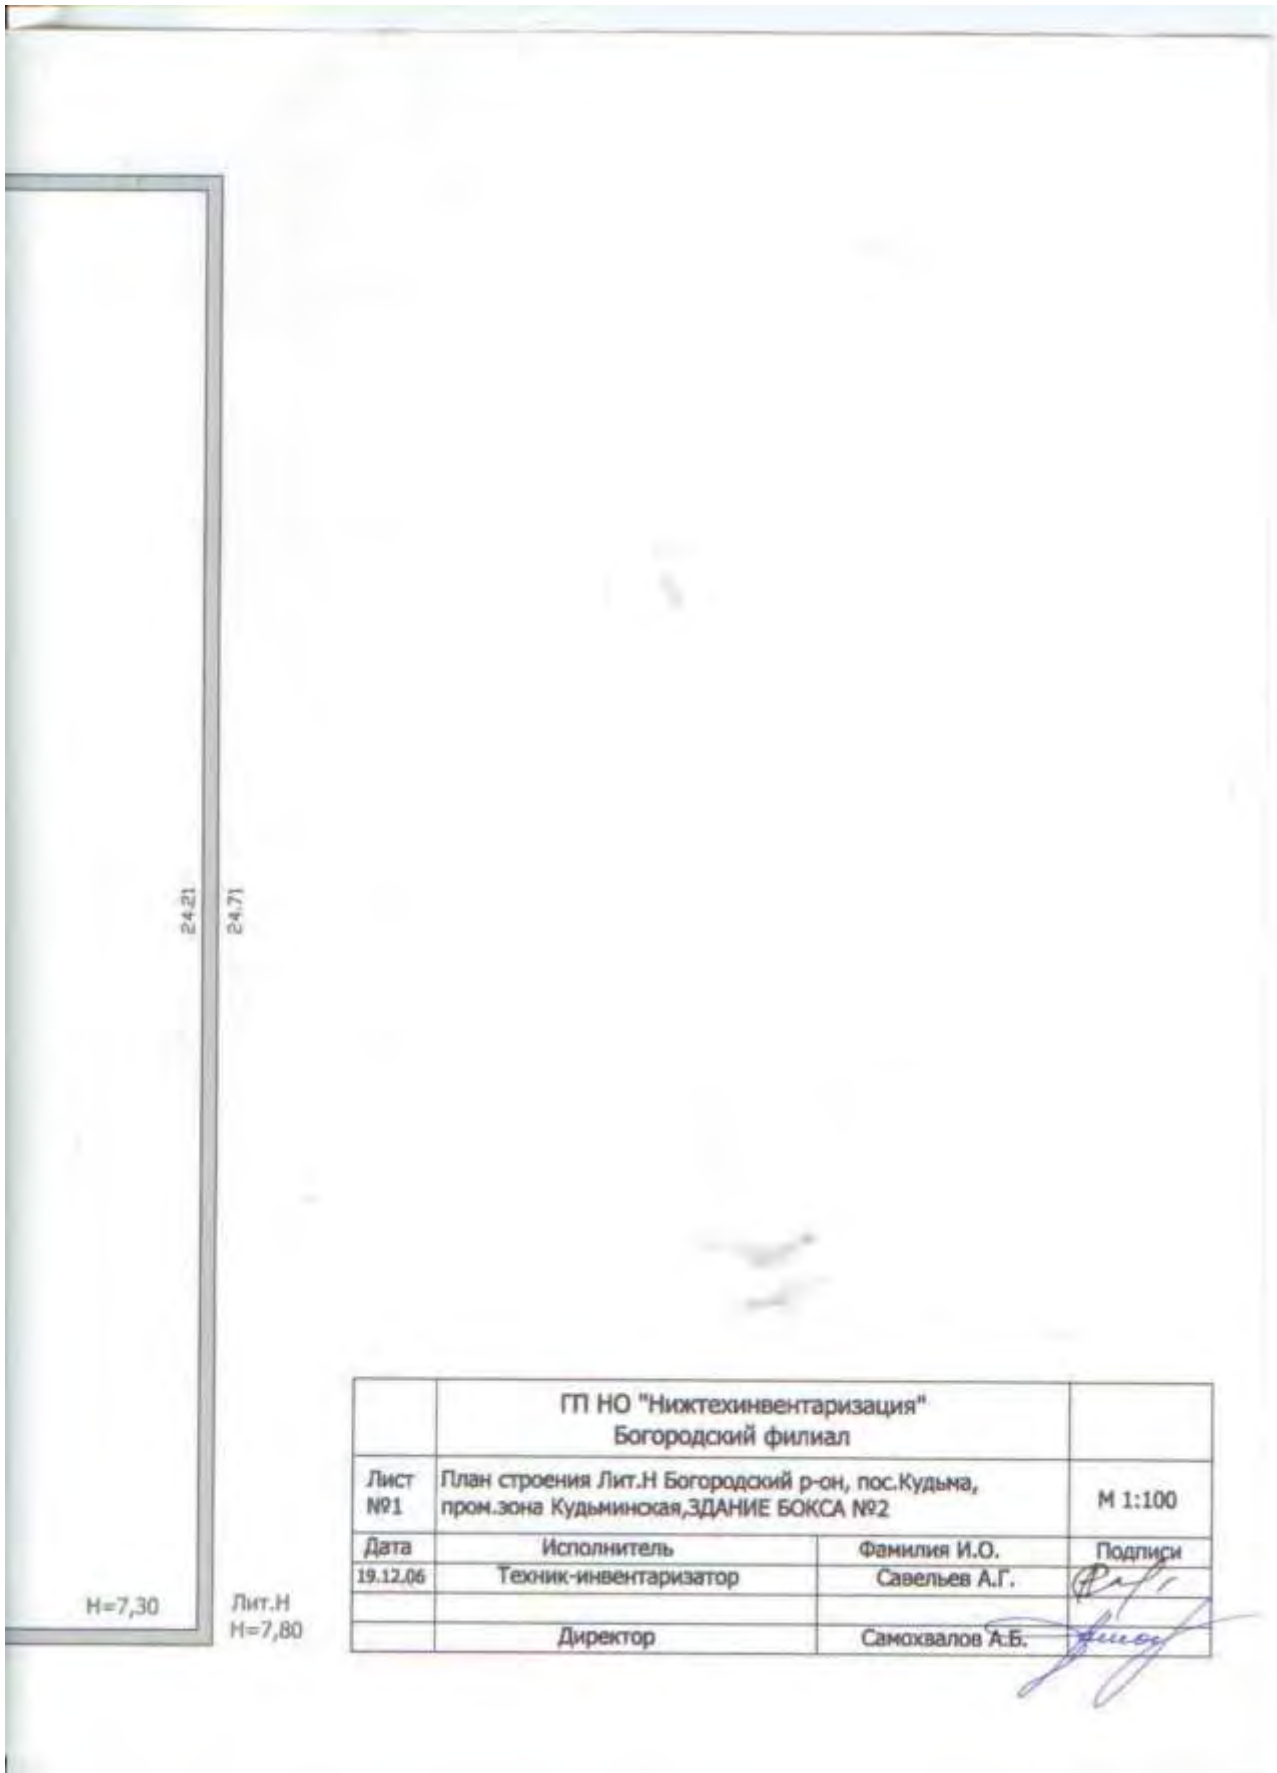 24.21
24.71
H=7,30
Лит.Н
H=7,80
ГП НО "Нижтехинвентаризация"
Богородский филиал
Лист
№1
План строения Лит.Н Богородский р-он, пос.Кудьма,
пром.зона Кудьминская,ЗДАНИЕ БОКСА №2
М 1:100
Дата Исполнитель Фамилия И.О. Подписи
19.12.06 Техник-инвентаризатор Савельев А.Г.
Директор Самохвалов А.Б.